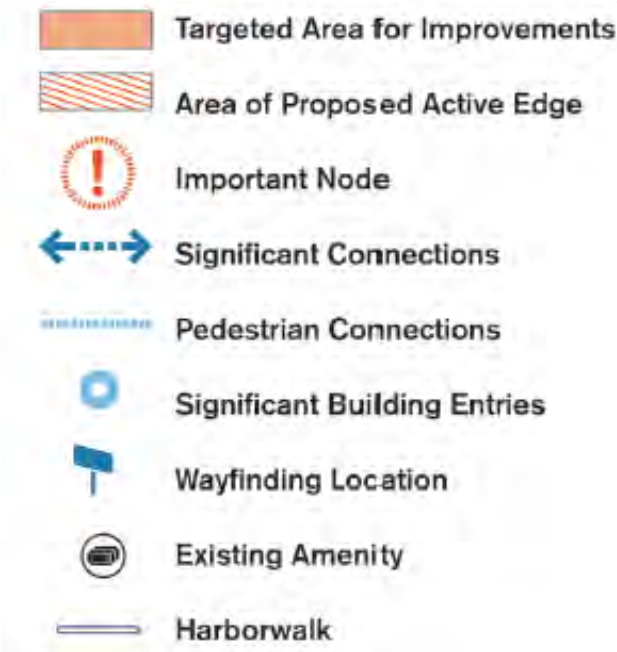 Targeted Area for Improvements
Area of Proposed Active Edge
!
Important Node
Significant Connections
Pedestrian Connections
Significant Building Entries
Wayfinding Location
Existing Amenity
Harborwalk